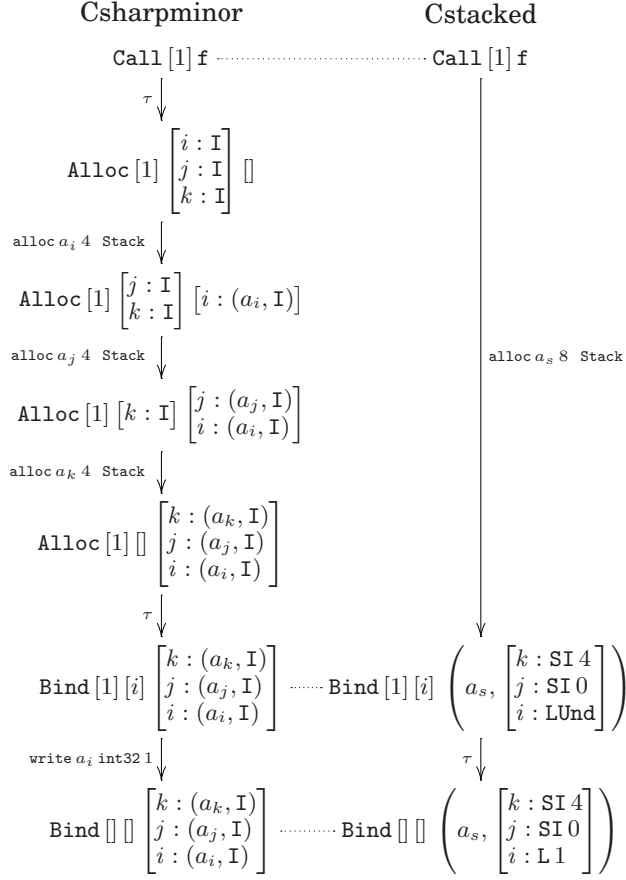 Csharpminor Cstacked
Call [1] f Call [1] f
τ
Alloc [1] [i : I
j : I
k : I] []
alloc a_i 4 Stack
Alloc [1] [j : I
k : I] [i : (a_i, I)]
alloc a_j 4 Stack alloc a_s 8 Stack
Alloc [1] [k : I] [j : (a_j, I)
i : (a_i, I)]
alloc a_k 4 Stack
Alloc [1] [] [k : (a_k, I)
j : (a_j, I)
i : (a_i, I)]
τ
Bind [1] [i] [k : (a_k, I)
j : (a_j, I)
i : (a_i, I)]
Bind [1] [i] (a_s, [k : SI 4
j : SI 0
i : LUnd])
write a_i int32 1 τ
Bind [] [] [k : (a_k, I)
j : (a_j, I)
i : (a_i, I)]
Bind [] [] (a_s, [k : SI 4
j : SI 0
i : L 1])